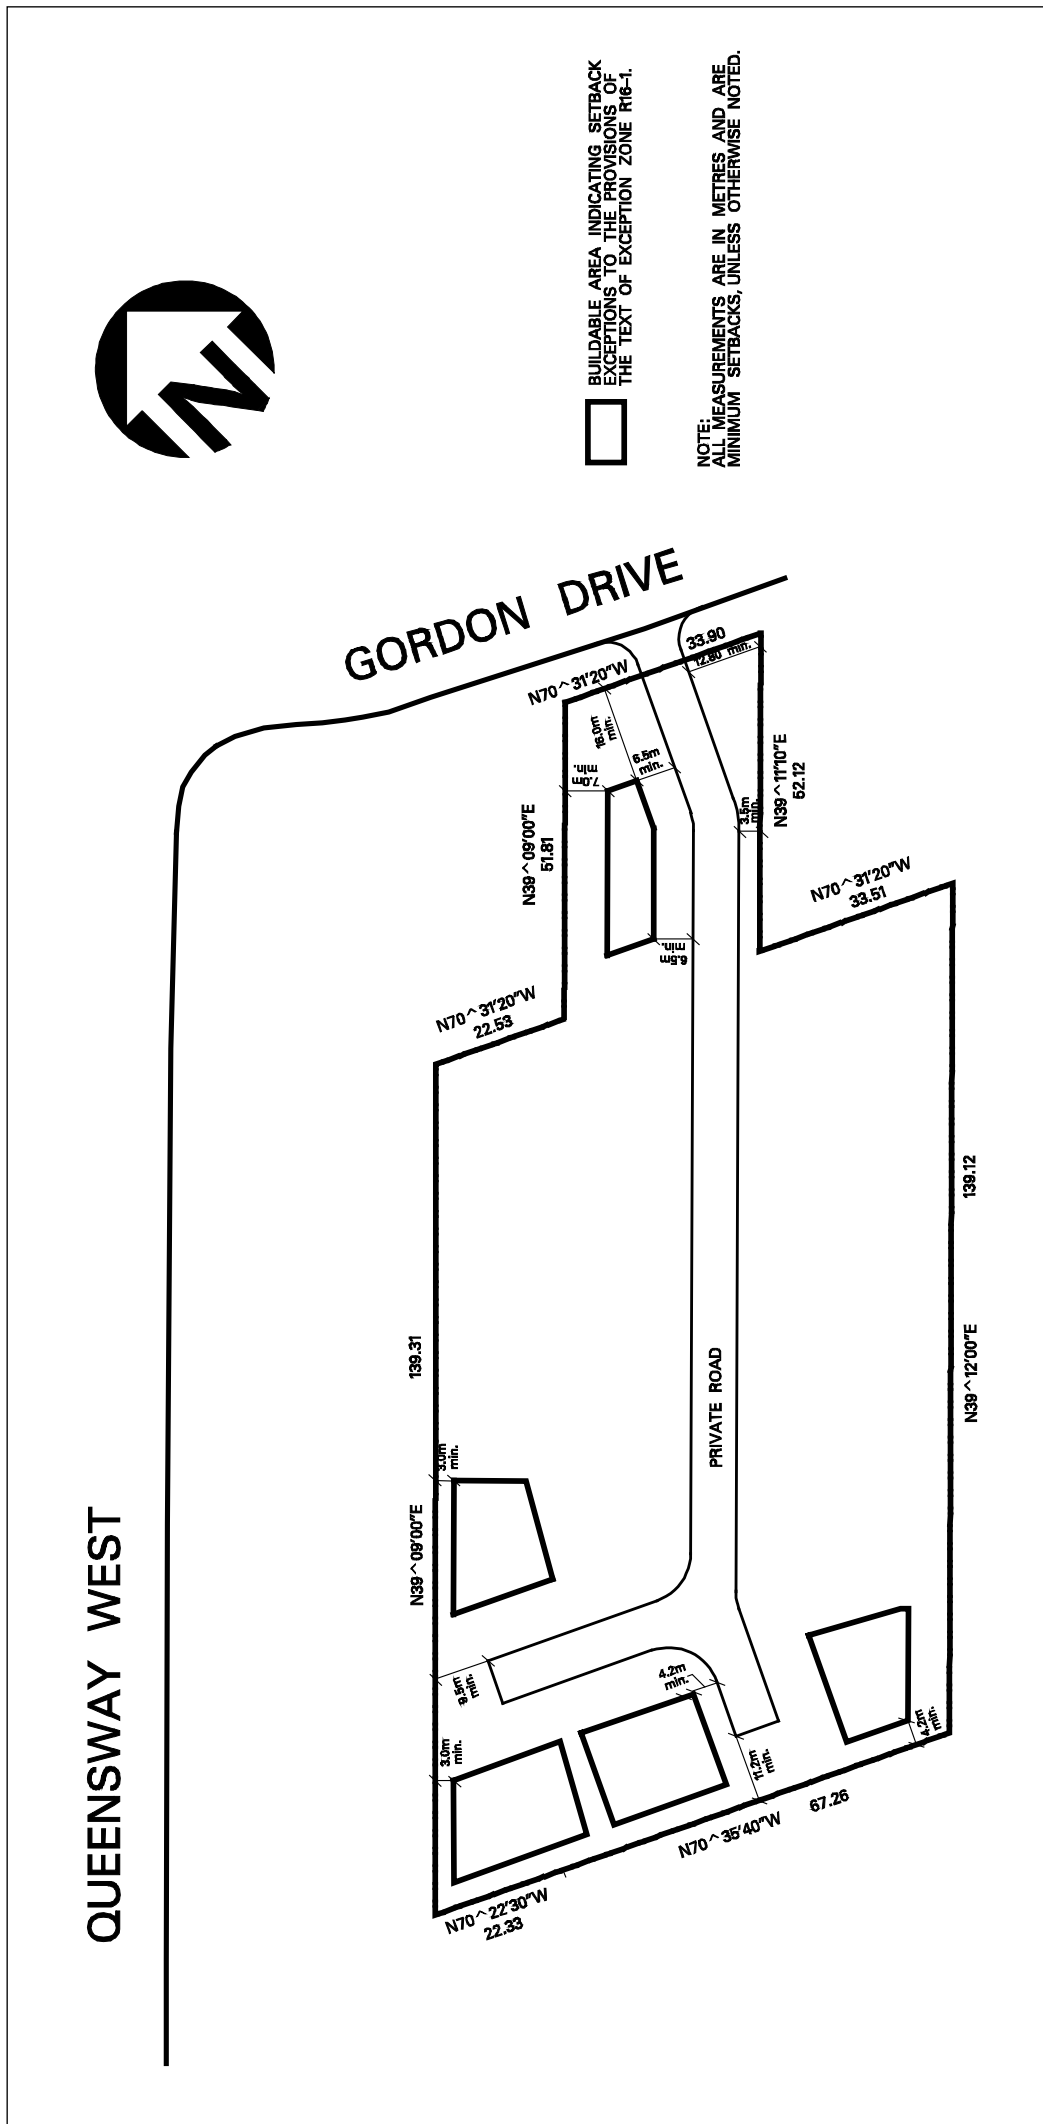 QUEENSWAY WEST
GORDON DRIVE
N
BUILDABLE AREA INDICATING SETBACK
EXCEPTIONS TO THE PROVISIONS OF
THE TEXT OF EXCEPTION ZONE R16-1.
NOTE:
ALL MEASUREMENTS ARE IN METRES AND ARE
MINIMUM SETBACKS, UNLESS OTHERWISE NOTED.
N70^31'20"W
33.90
12.90 min.
16.0m
min.
6.5m
min.
7.0m
min.
N39^09'00"E
51.81
3.5m
min.
N39^11'10"E
52.12
N70^31'20"W
33.51
6.5m
min.
N70^31'20"W
22.53
139.31
139.12
N39^12'00"E
PRIVATE ROAD
3.0m
min.
N39^09'00"E
9.5m
min.
4.2m
min.
3.0m
min.
11.2m
min.
4.2m
min.
67.26
N70^35'40"W
N70^22'30"W
22.33